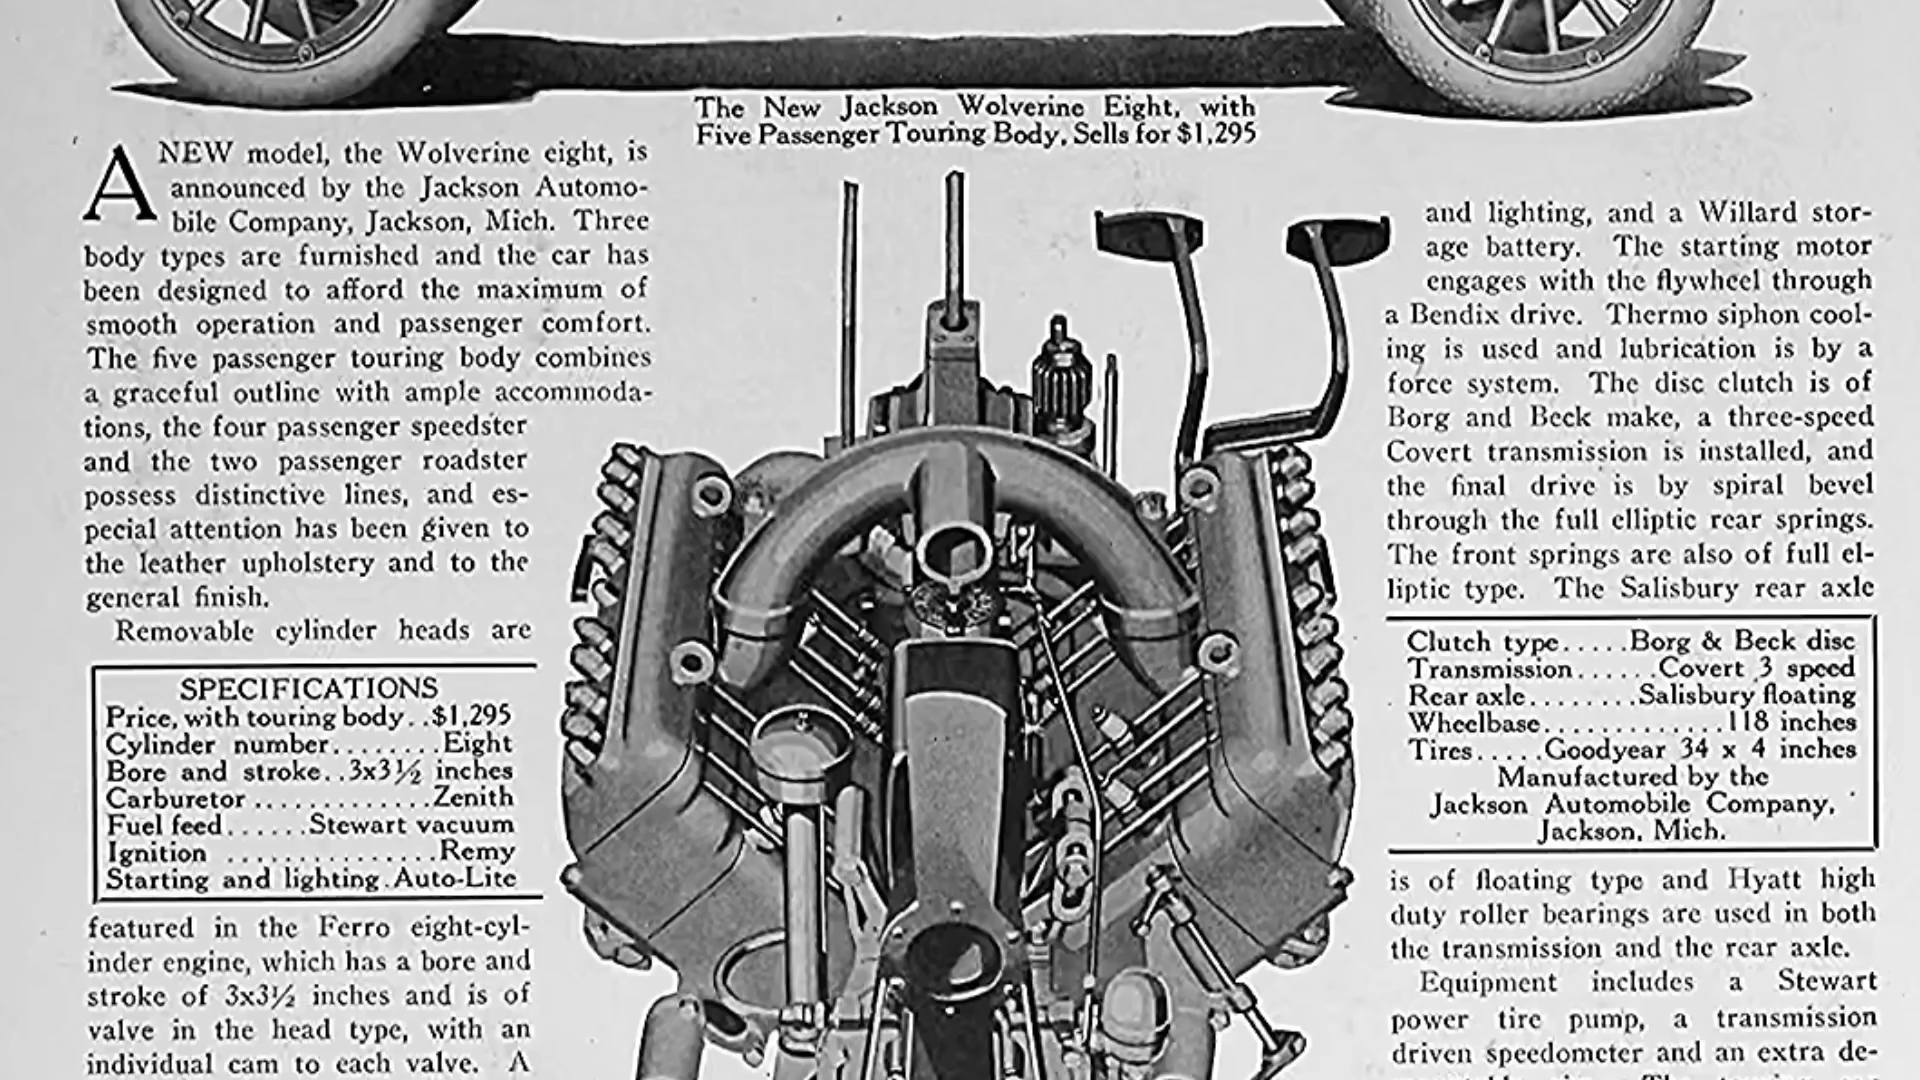 The New Jackson Wolverine Eight, with
Five Passenger Touring Body, Sells for $1,295
A NEW model, the Wolverine eight, is
announced by the Jackson Automo-
bile Company, Jackson, Mich. Three
body types are furnished and the car has
been designed to afford the maximum of
smooth operation and passenger comfort.
The five passenger touring body combines
a graceful outline with ample accommoda-
tions, the four passenger speedster
and the two passenger roadster
possess distinctive lines, and es-
pecial attention has been given to
the leather upholstery and to the
general finish.
Removable cylinder heads are
SPECIFICATIONS
Price, with touring body..$1,295
Cylinder number........Eight
Bore and stroke..3x3½ inches
Carburetor.............Zenith
Fuel feed......Stewart vacuum
Ignition ...............Remy
Starting and lighting.Auto-Lite
featured in the Ferro eight-cyl-
inder engine, which has a bore and
stroke of 3x3½ inches and is of
valve in the head type, with an
individual cam to each valve. A
and lighting, and a Willard stor-
age battery. The starting motor
engages with the flywheel through
a Bendix drive. Thermo siphon cool-
ing is used and lubrication is by a
force system. The disc clutch is of
Borg and Beck make, a three-speed
Covert transmission is installed, and
the final drive is by spiral bevel
through the full elliptic rear springs.
The front springs are also of full el-
liptic type. The Salisbury rear axle
Clutch type.....Borg & Beck disc
Transmission......Covert 3 speed
Rear axle........Salisbury floating
Wheelbase............118 inches
Tires.....Goodyear 34 x 4 inches
Manufactured by the
Jackson Automobile Company,
Jackson, Mich.
is of floating type and Hyatt high
duty roller bearings are used in both
the transmission and the rear axle.
Equipment includes a Stewart
power tire pump, a transmission
driven speedometer and an extra de-